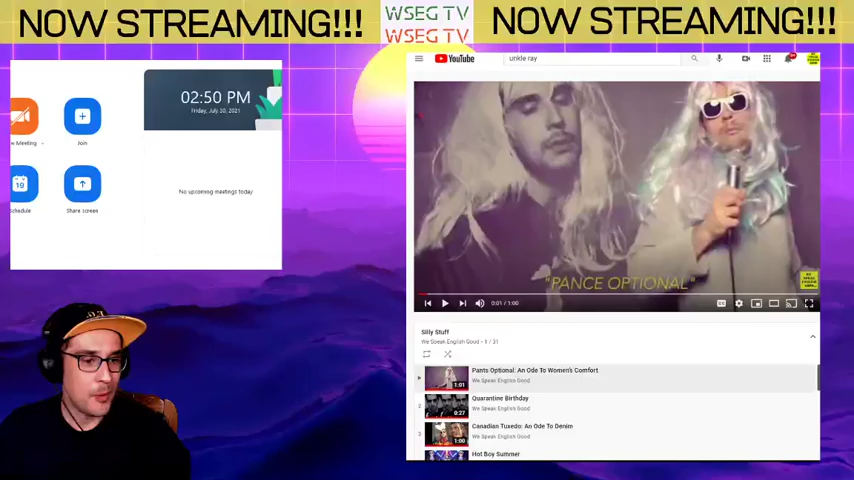 NOW STREAMING!!!
WSEG TV
WSEG TV
NOW STREAMING!!!
02:50 PM
Friday, July 30, 2021
w Meeting
Join
19
Schedule
Share screen
No upcoming meetings today
YouTube
unkle ray
"PANCE OPTIONAL"
0:01 / 1:00
Silly Stuff
We Speak English Good - 1 / 31
1:01
Pants Optional: An Ode To Women's Comfort
We Speak English Good
2
0:27
Quarantine Birthday
We Speak English Good
3
1:00
Canadian Tuxedo: An Ode To Denim
We Speak English Good
Hot Boy Summer